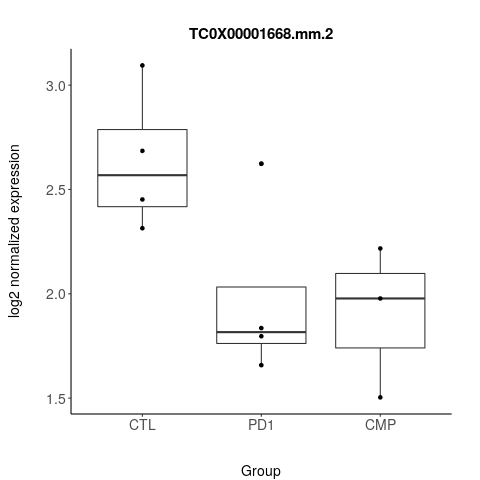 TC0X00001668.mm.2
log2 normalized expression
3.0
2.5
2.0
1.5
CTL PD1 CMP
Group